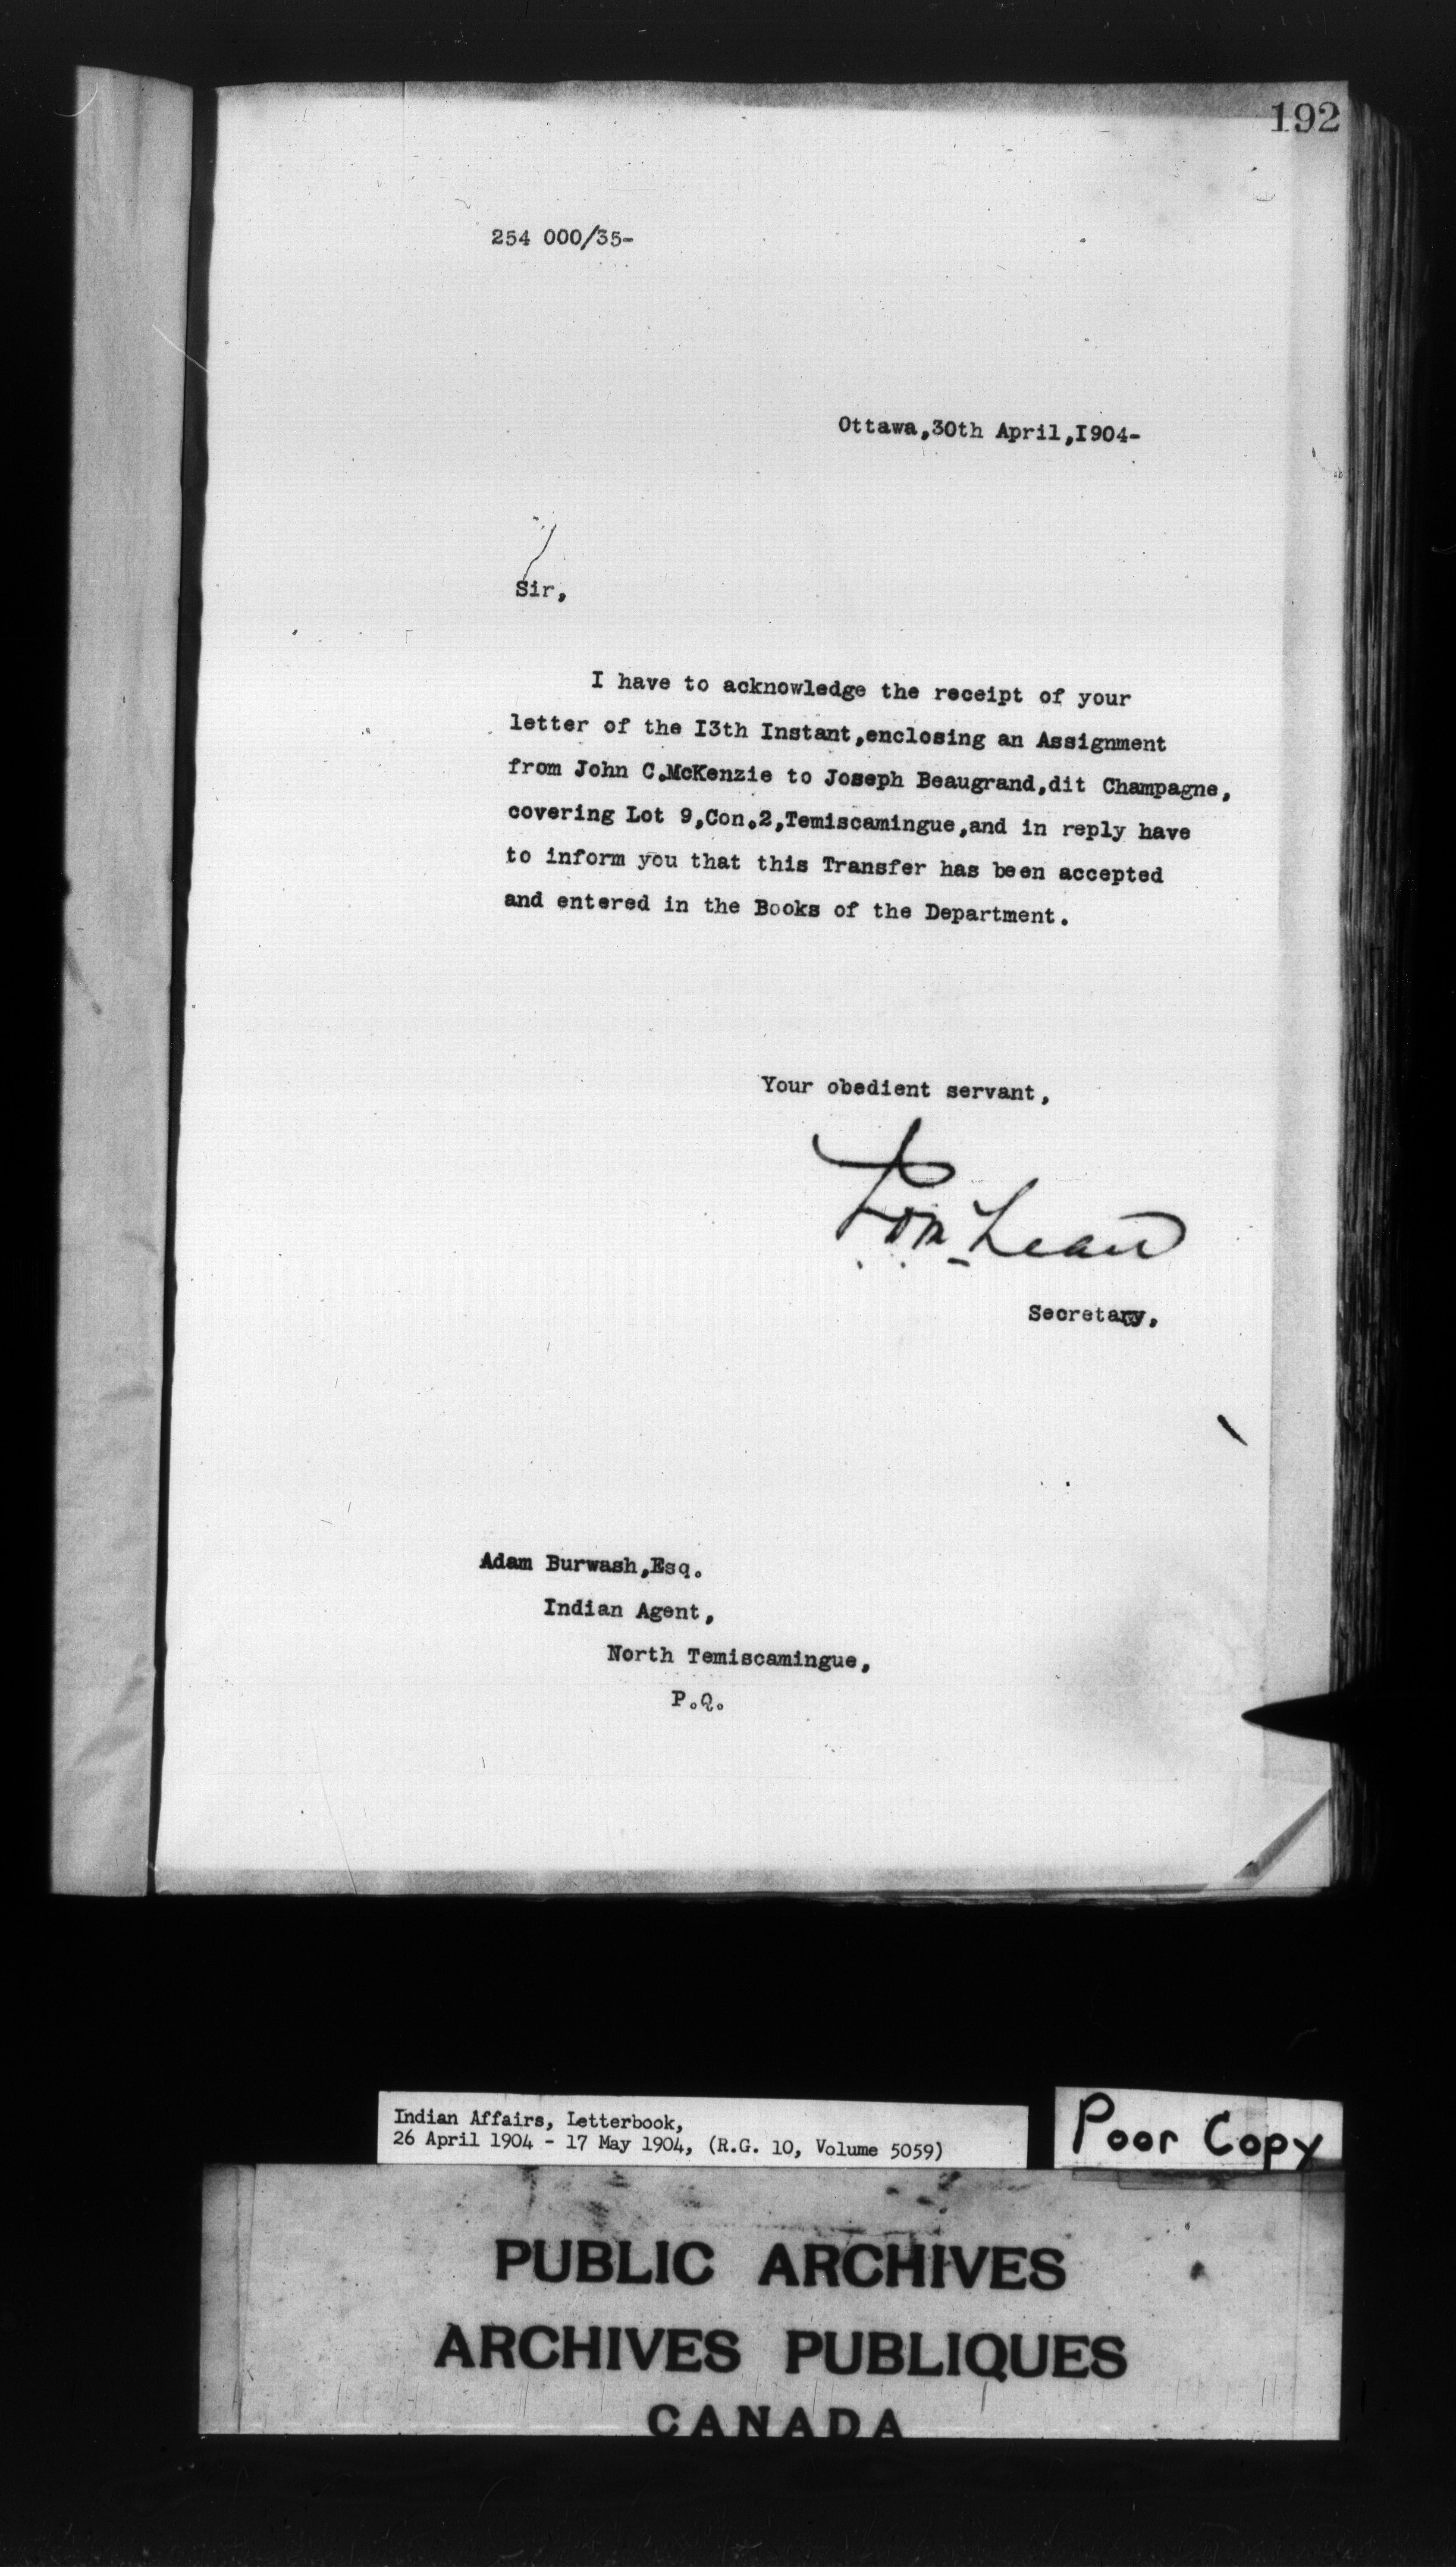 192
254 000/35-
Ottawa,30th April,I904-
Sir,
I have to acknowledge the receipt of your
letter of the I3th Instant,enclosing an Assignment
from John C.McKenzie to Joseph Beaugrand,dit Champagne,
covering Lot 9,Con.2,Temiscamingue,and in reply have
to inform you that this Transfer has been accepted
and entered in the Books of the Department.
Your obedient servant,
Secretary.
Adam Burwash,Esq.
Indian Agent,
North Temiscamingue,
P.Q.
Indian Affairs, Letterbook,
26 April 1904 - 17 May 1904, (R.G. 10, Volume 5059)
Poor Copy
PUBLIC ARCHIVES
ARCHIVES PUBLIQUES
CANADA